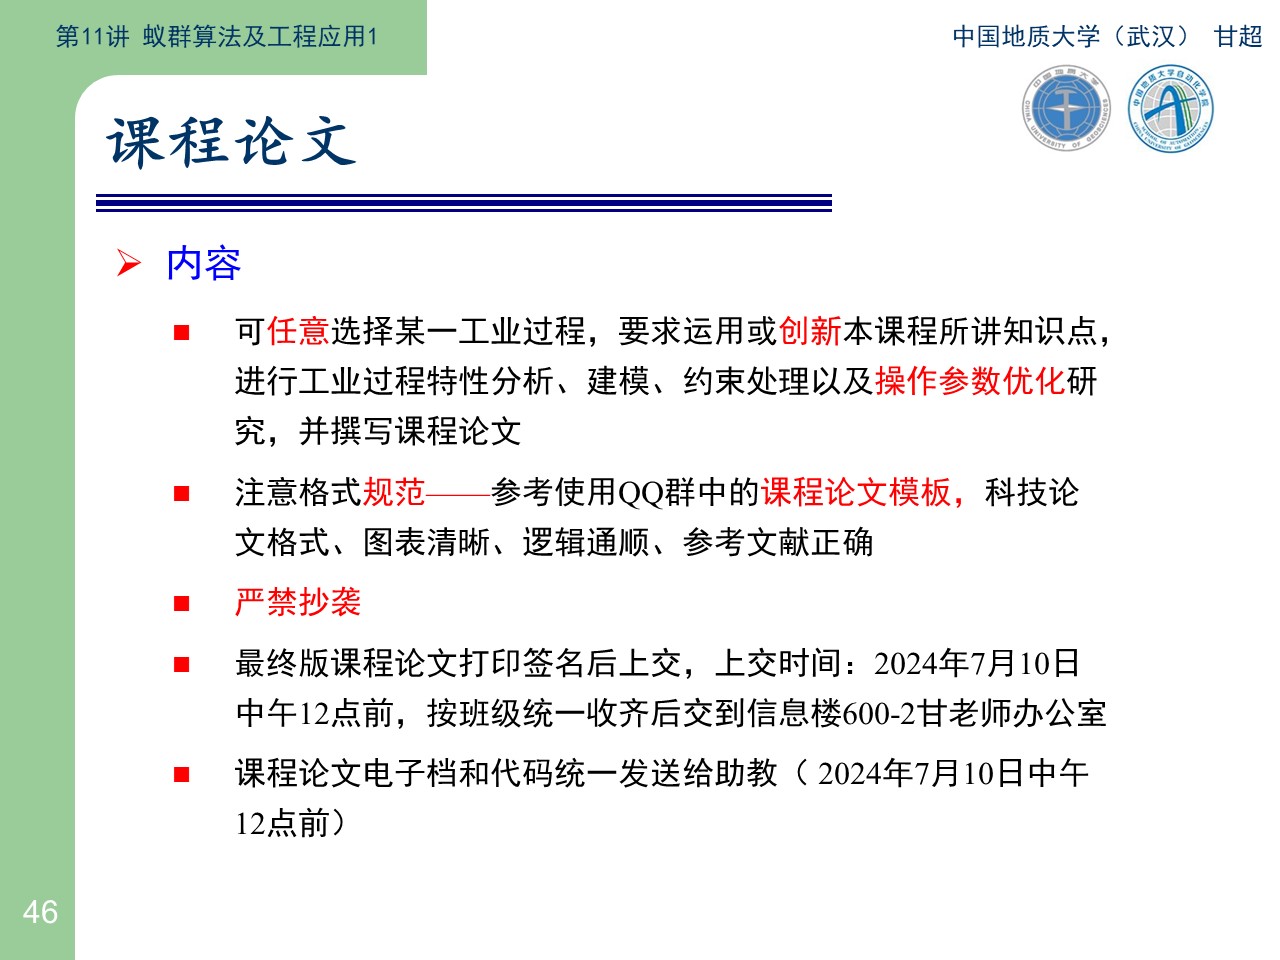 第11讲 蚁群算法及工程应用1
中国地质大学（武汉） 甘超
课程论文
内容
可任意选择某一工业过程，要求运用或创新本课程所讲知识点，
进行工业过程特性分析、建模、约束处理以及操作参数优化研
究，并撰写课程论文
注意格式规范——参考使用QQ群中的课程论文模板，科技论
文格式、图表清晰、逻辑通顺、参考文献正确
严禁抄袭
最终版课程论文打印签名后上交，上交时间：2024年7月10日
中午12点前，按班级统一收齐后交到信息楼600-2甘老师办公室
课程论文电子档和代码统一发送给助教（ 2024年7月10日中午
12点前）
46